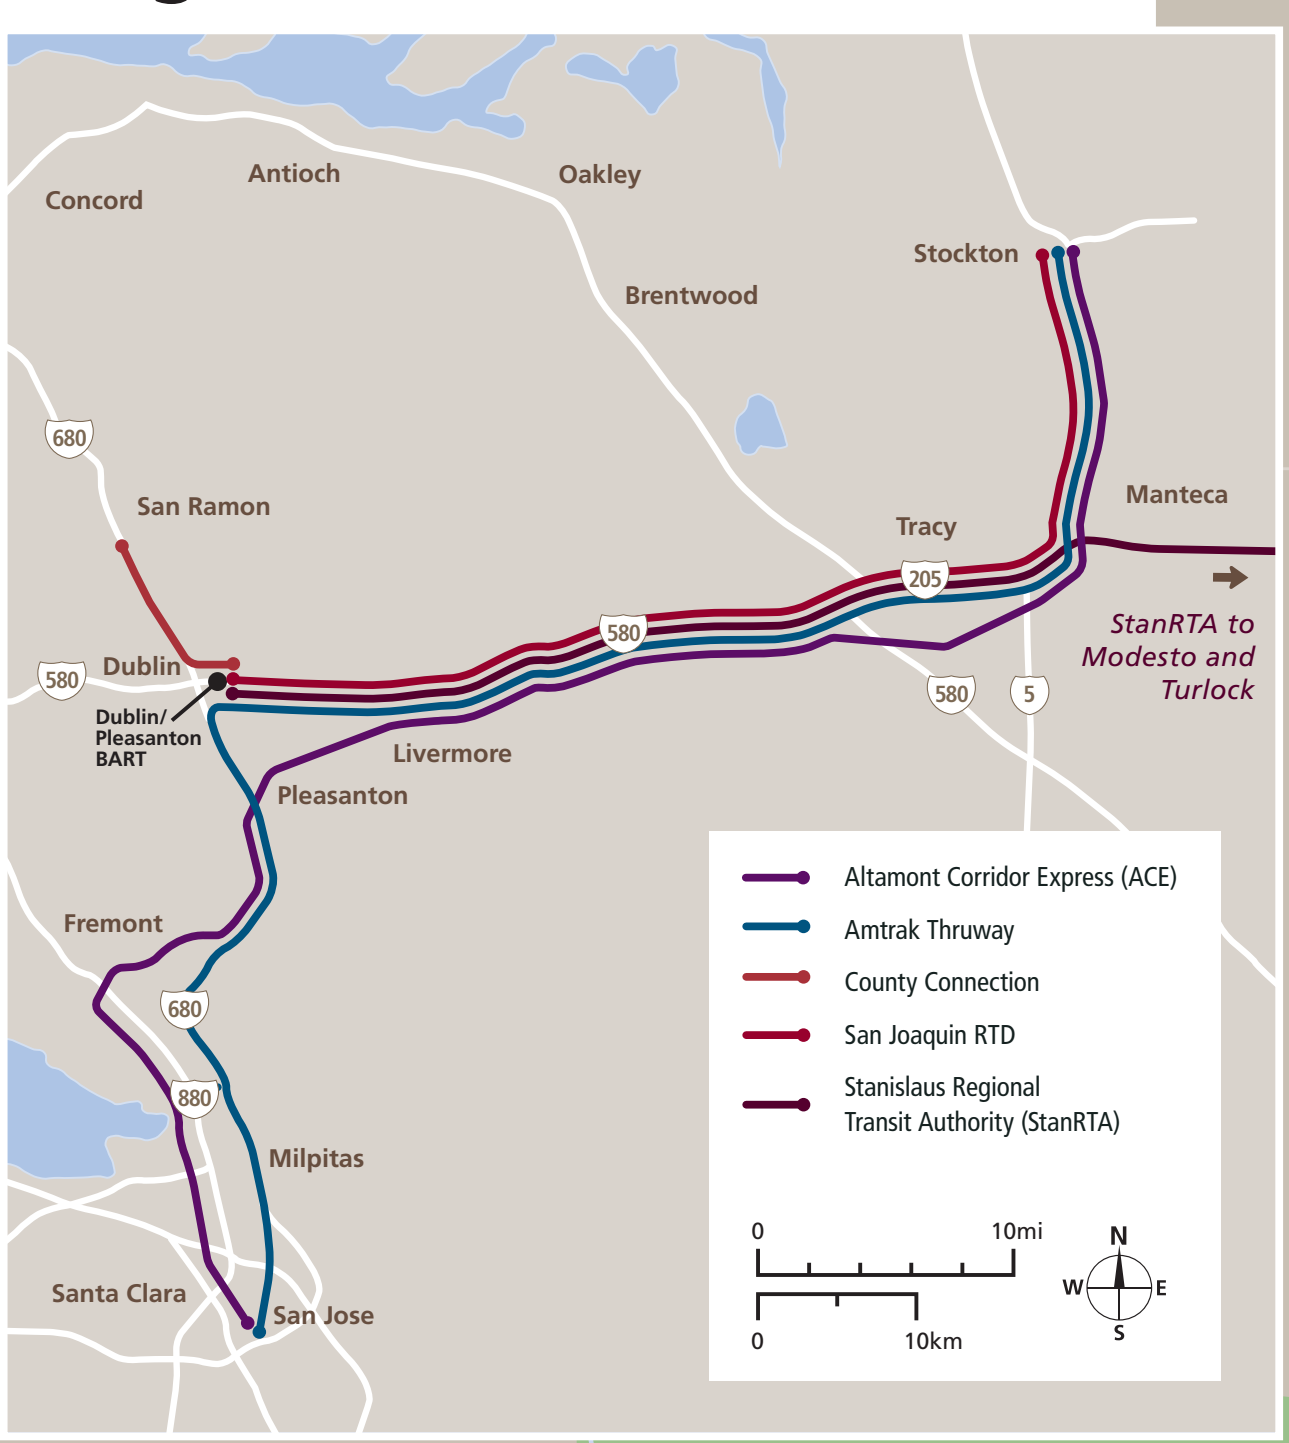 Antioch
Oakley
Concord
Stockton
Brentwood
680
San Ramon
Manteca
Tracy
205
580
StanRTA to
Modesto and
Turlock
Dublin
580
580
5
Dublin/
Pleasanton
BART
Livermore
Pleasanton
Fremont
680
880
Milpitas
Santa Clara
San Jose
Altamont Corridor Express (ACE)
Amtrak Thruway
County Connection
San Joaquin RTD
Stanislaus Regional
Transit Authority (StanRTA)
0 10mi
0 10km
N
W E
S